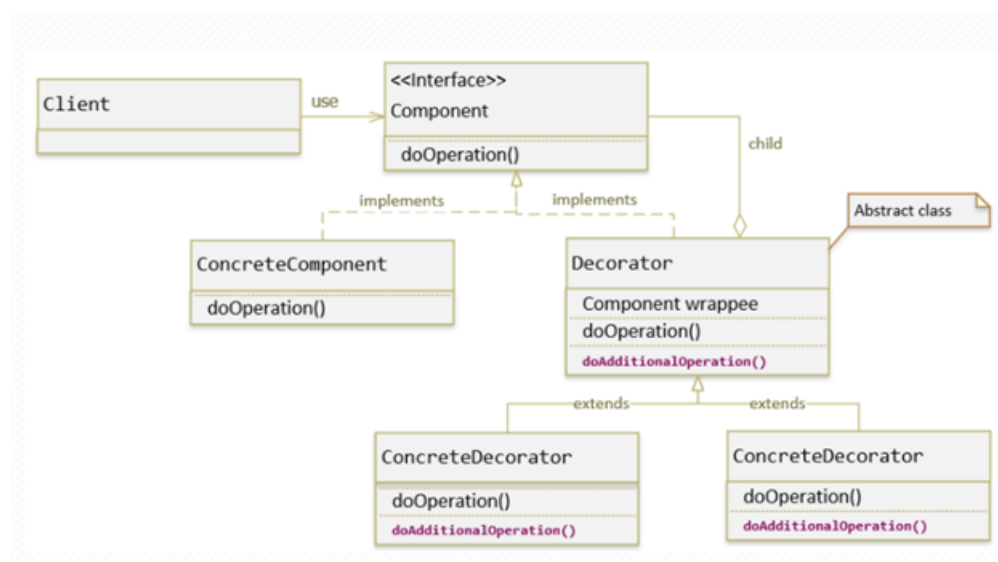 Client
use
<<Interface>>
Component
doOperation()
child
implements
implements
Abstract class
ConcreteComponent
doOperation()
Decorator
Component wrappee
doOperation()
doAdditionalOperation()
extends
extends
ConcreteDecorator
doOperation()
doAdditionalOperation()
ConcreteDecorator
doOperation()
doAdditionalOperation()